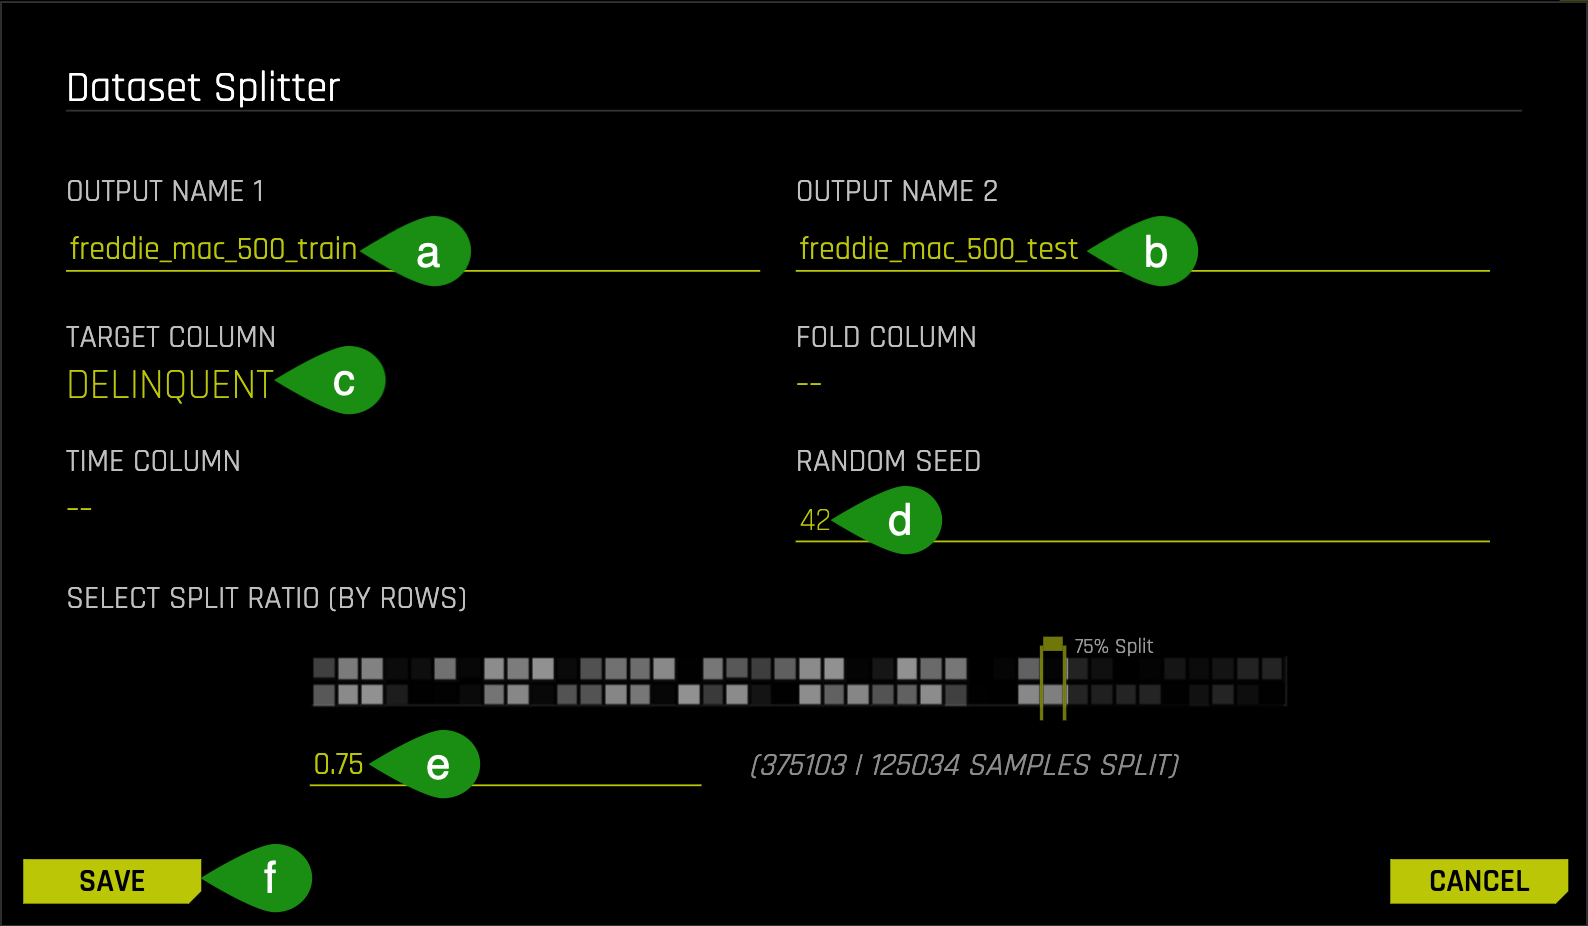 Dataset Splitter
OUTPUT NAME 1
OUTPUT NAME 2
freddie_mac_500_train
a
freddie_mac_500_test
b
TARGET COLUMN
FOLD COLUMN
DELINQUENT
c
--
TIME COLUMN
RANDOM SEED
--
42
d
SELECT SPLIT RATIO (BY ROWS)
75% Split
0.75
e
(375103 | 125034 SAMPLES SPLIT)
SAVE
f
CANCEL